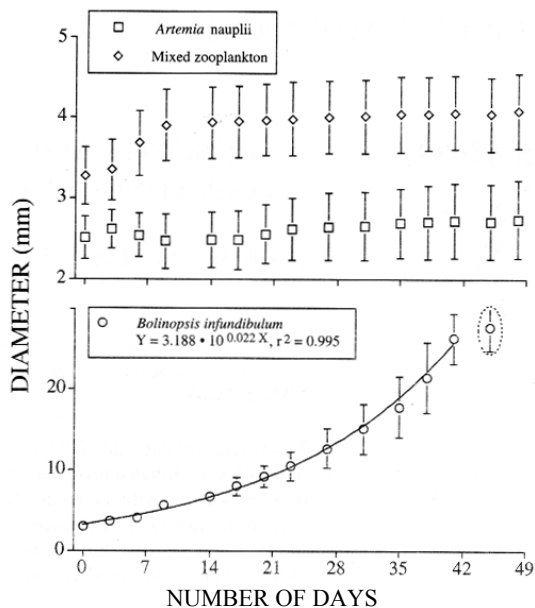 5
Artemia nauplii
Mixed zooplankton
4
3
2
DIAMETER (mm)
Bolinopsis infundibulum
Y = 3.188 • 10 0.022 X, r2 = 0.995
20
10
0
0 7 14 21 28 35 42 49
NUMBER OF DAYS